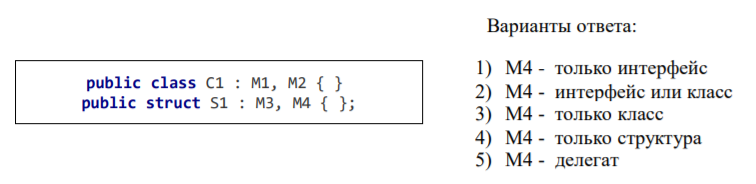 public class C1 : M1, M2 { }
public struct S1 : M3, M4 { };
Варианты ответа:
1) M4 - только интерфейс
2) M4 - интерфейс или класс
3) M4 - только класс
4) M4 - только структура
5) M4 - делегат